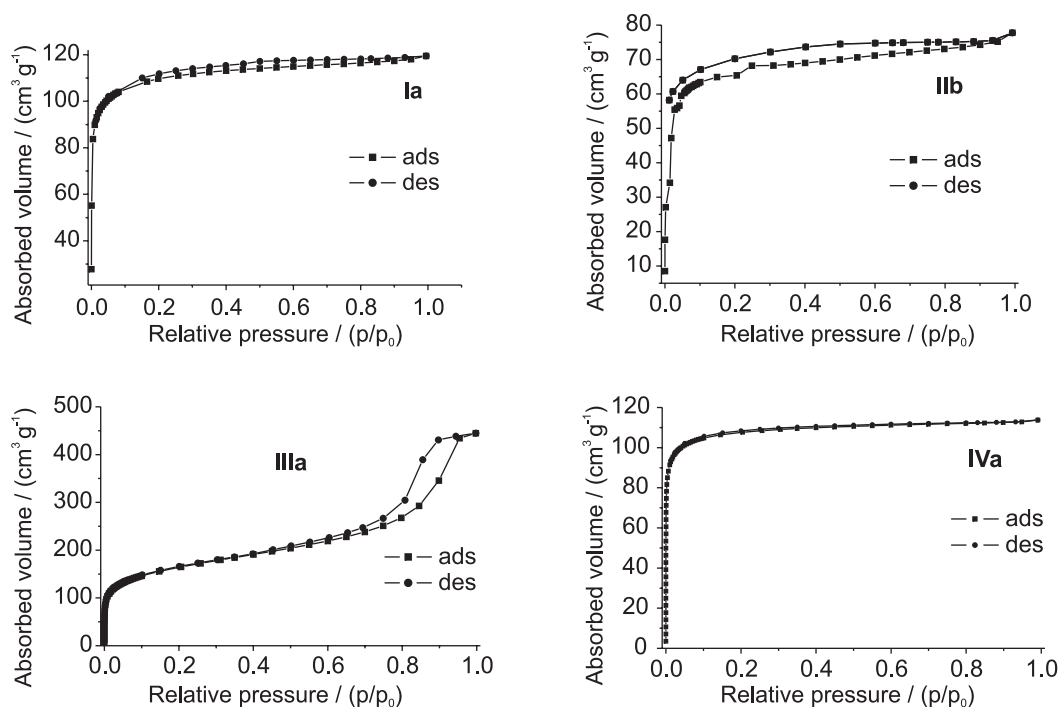 Absorbed volume / (cm³ g⁻¹)
120
100
80
60
40
0.0 0.2 0.4 0.6 0.8 1.0
Relative pressure / (p/p₀)
Ia
ads
des
Absorbed volume / (cm³ g⁻¹)
80
70
60
50
40
30
20
10
0.0 0.2 0.4 0.6 0.8 1.0
Relative pressure / (p/p₀)
IIb
ads
des
Absorbed volume / (cm³ g⁻¹)
500
400
300
200
100
0
0.0 0.2 0.4 0.6 0.8 1.0
Relative pressure / (p/p₀)
IIIa
ads
des
Absorbed volume / (cm³ g⁻¹)
120
100
80
60
40
20
0
0.0 0.2 0.4 0.6 0.8 1.0
Relative pressure / (p/p₀)
IVa
ads
des